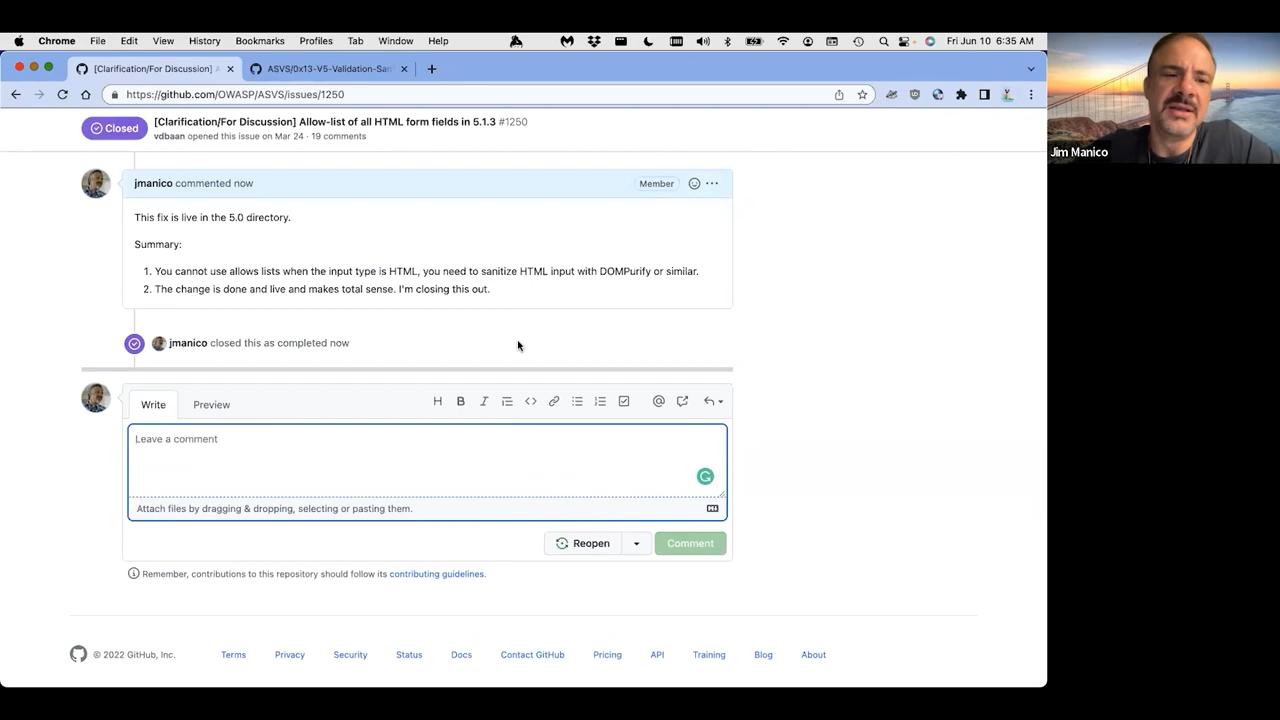 Chrome File Edit View History Bookmarks Profiles Tab Window Help Fri Jun 10 6:35 AM
[Clarification/For Discussion] A
ASVS/0x13-V5-Validation-San
https://github.com/OWASP/ASVS/issues/1250
Closed
[Clarification/For Discussion] Allow-list of all HTML form fields in 5.1.3 #1250
vdbaan opened this issue on Mar 24 · 19 comments
Jim Manico
jmanico commented now
Member
This fix is live in the 5.0 directory.
Summary:
1. You cannot use allows lists when the input type is HTML, you need to sanitize HTML input with DOMPurify or similar.
2. The change is done and live and makes total sense. I'm closing this out.
jmanico closed this as completed now
Write Preview
Leave a comment
Attach files by dragging & dropping, selecting or pasting them.
Reopen
Comment
Remember, contributions to this repository should follow its contributing guidelines.
© 2022 GitHub, Inc. Terms Privacy Security Status Docs Contact GitHub Pricing API Training Blog About